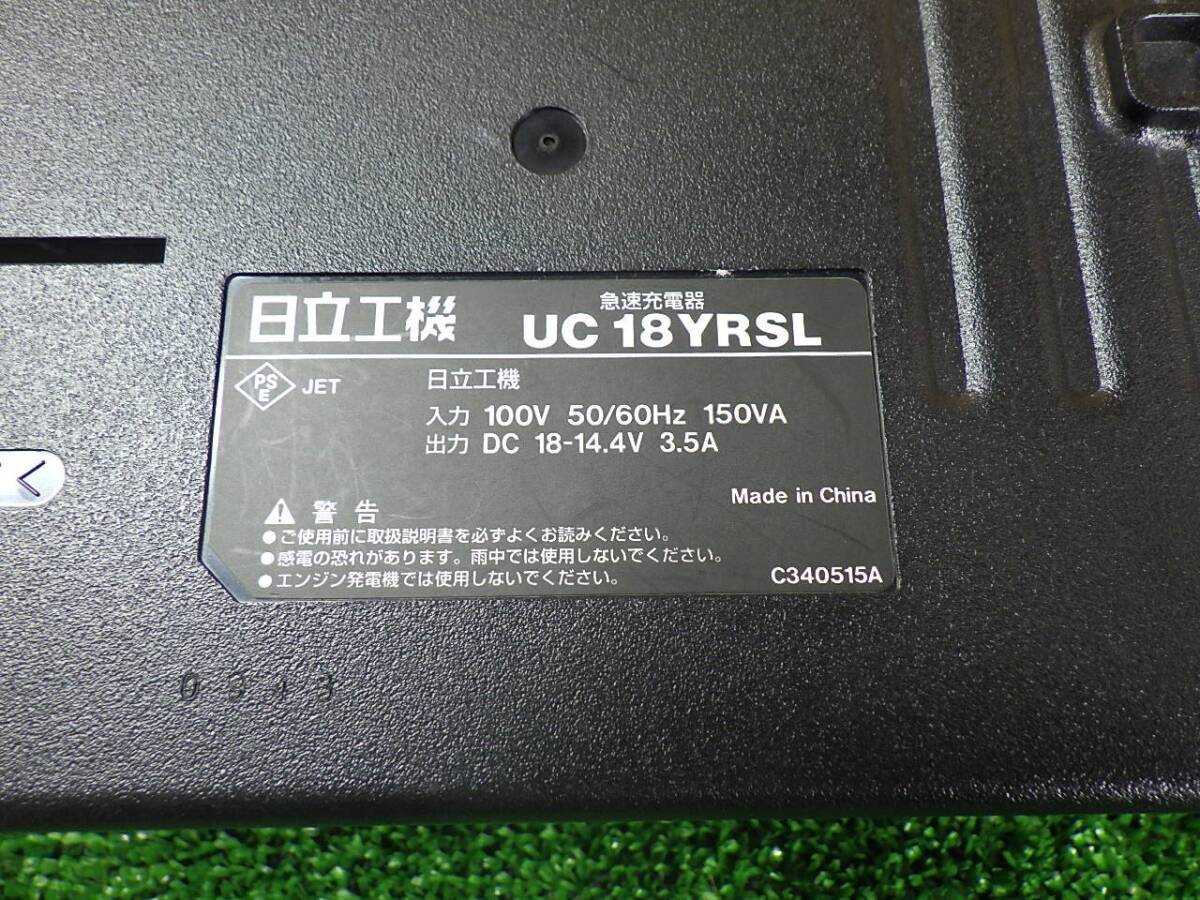 日立工機
急速充電器
UC 18YRSL
PSE JET
日立工機
入力 100V 50/60Hz 150VA
出力 DC 18-14.4V 3.5A
Made in China
警告
●ご使用前に取扱説明書を必ずよくお読みください。
●感電の恐れがあります。雨中では使用しないでください。
●エンジン発電機では使用しないでください。
C340515A
く